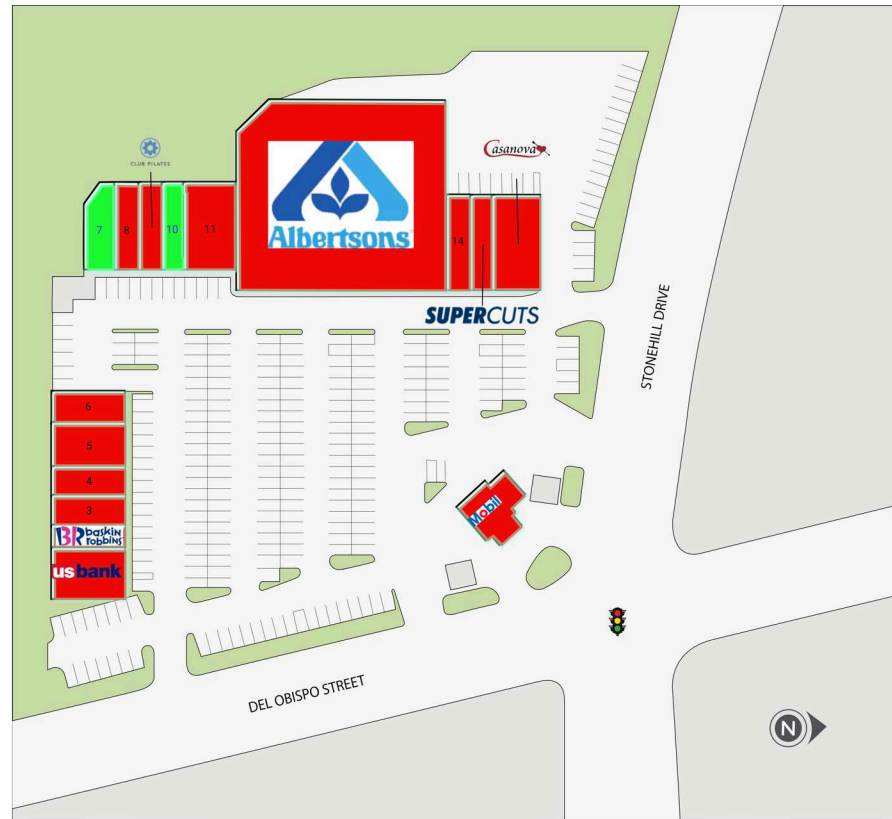 Casanova
CLUB PILATES
7
8
10
11
Albertsons
14
SUPERCUTS
STONEHILL DRIVE
6
5
4
3
BR baskin
robbins
Mobil
usbank
DEL OBISPO STREET
N